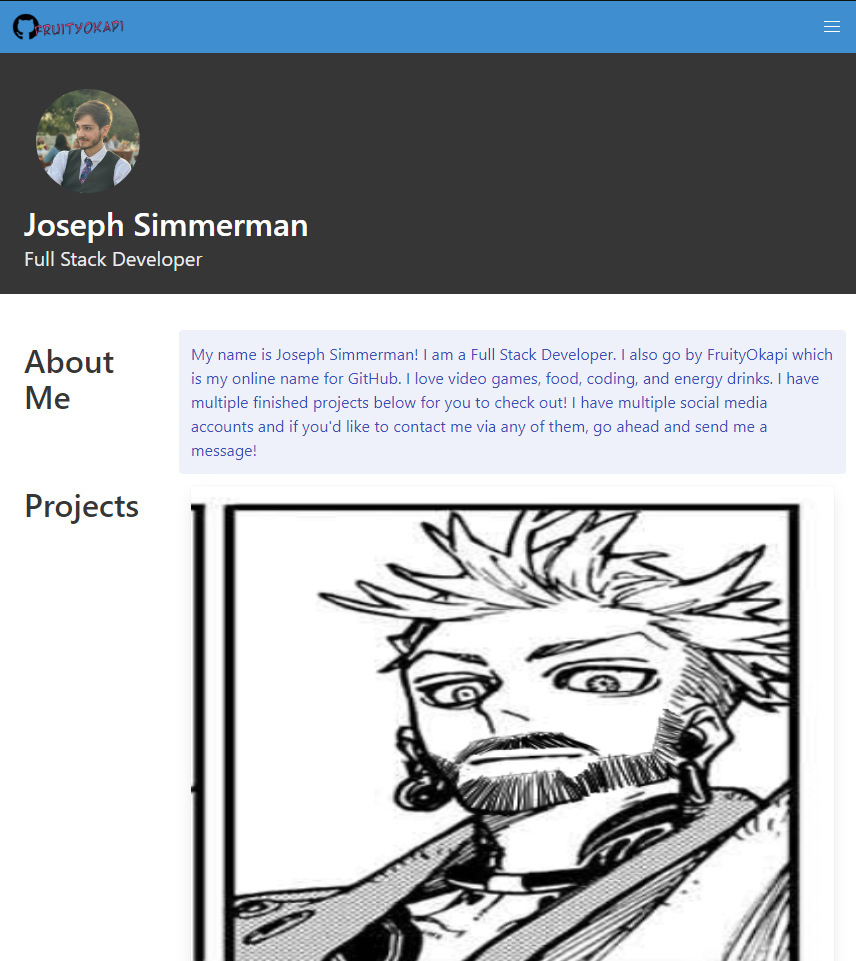 FRUITYOKAPI
Joseph Simmerman
Full Stack Developer
About
Me
My name is Joseph Simmerman! I am a Full Stack Developer. I also go by FruityOkapi which
is my online name for GitHub. I love video games, food, coding, and energy drinks. I have
multiple finished projects below for you to check out! I have multiple social media
accounts and if you'd like to contact me via any of them, go ahead and send me a
message!
Projects